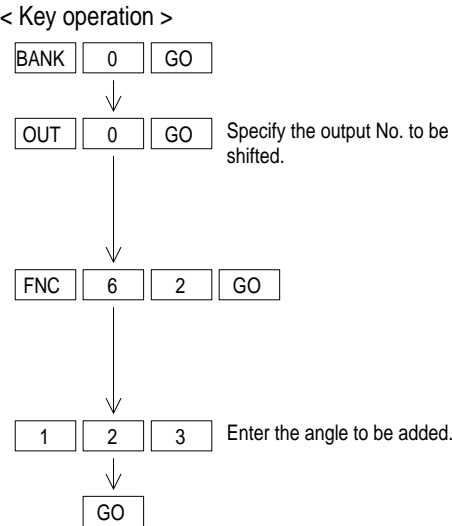 < Key operation >
BANK 0 GO
OUT 0 GO Specify the output No. to be
shifted.
FNC 6 2 GO
1 2 3 Enter the angle to be added.
GO